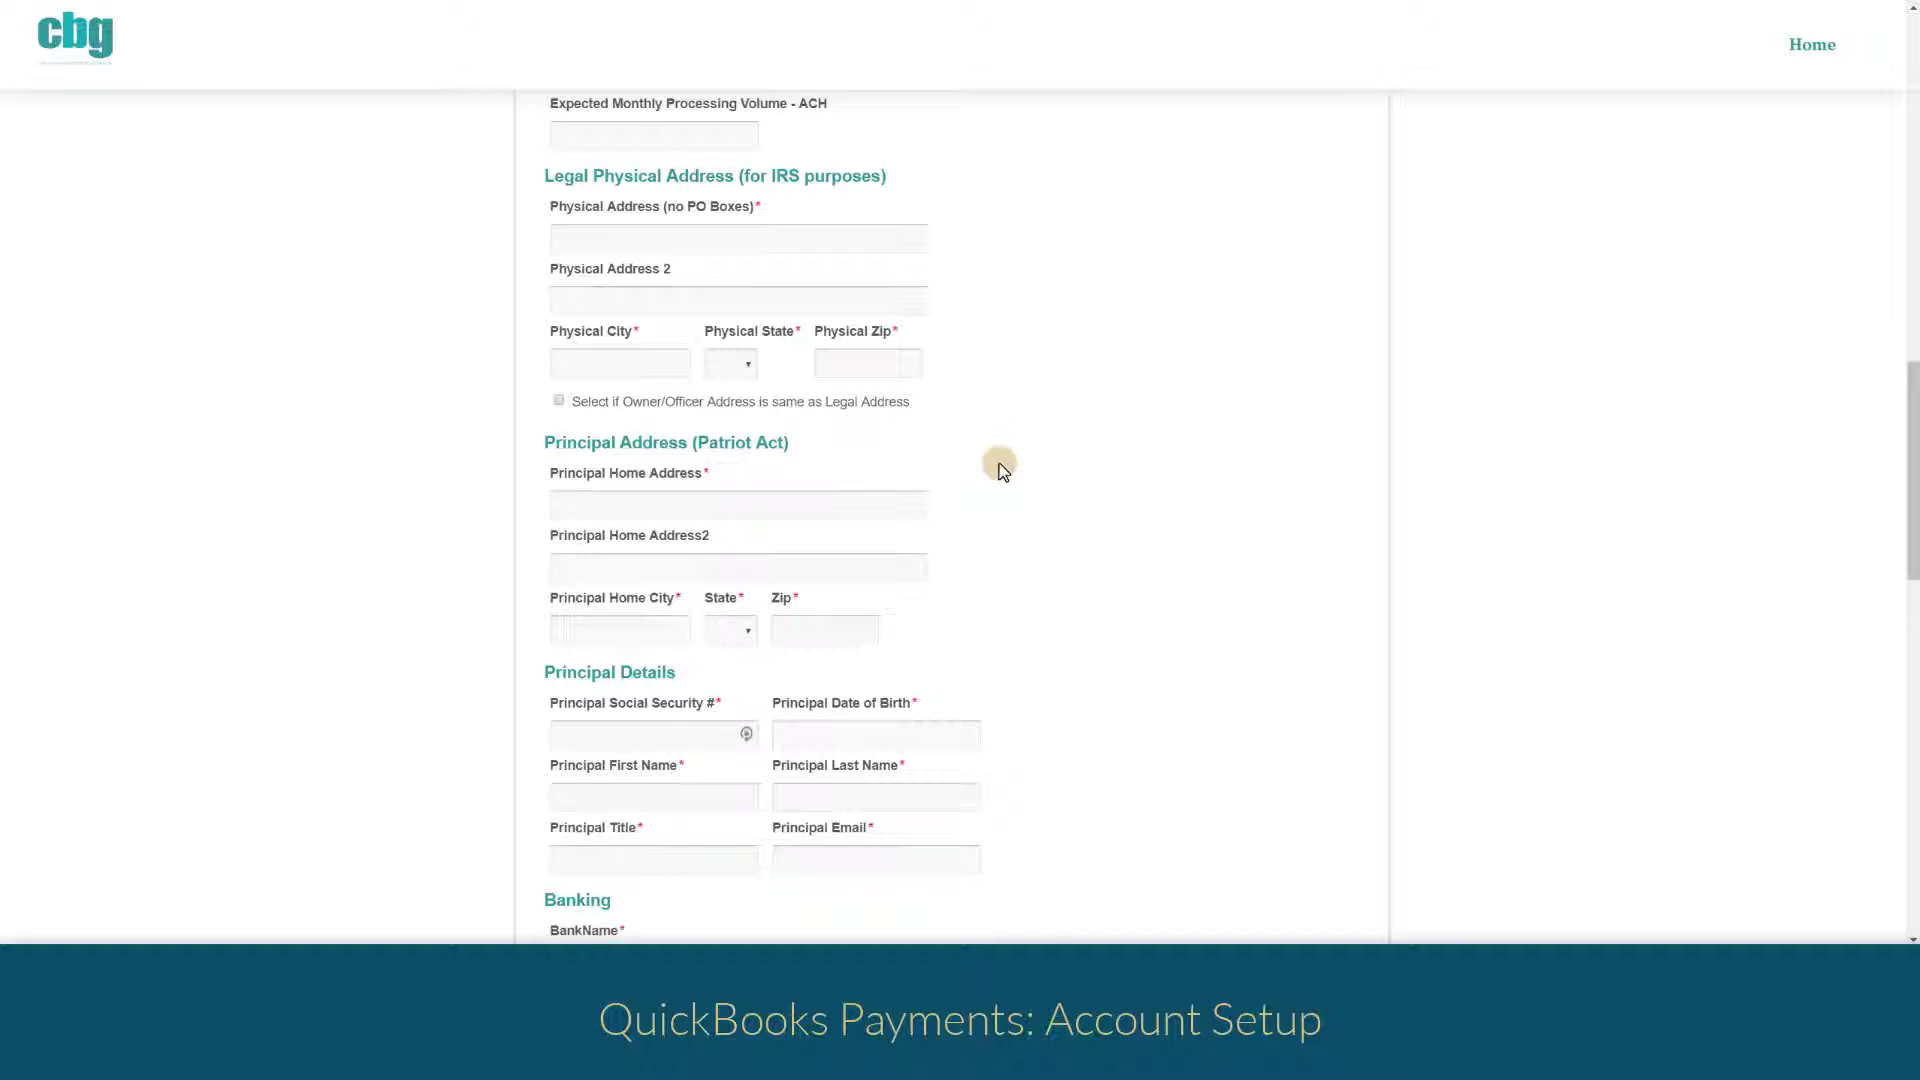 cbg
Home
Expected Monthly Processing Volume - ACH
Legal Physical Address (for IRS purposes)
Physical Address (no PO Boxes)*
Physical Address 2
Physical City* Physical State* Physical Zip*
Select if Owner/Officer Address is same as Legal Address
Principal Address (Patriot Act)
Principal Home Address*
Principal Home Address2
Principal Home City* State* Zip*
Principal Details
Principal Social Security #* Principal Date of Birth*
Principal First Name* Principal Last Name*
Principal Title* Principal Email*
Banking
BankName*
QuickBooks Payments: Account Setup